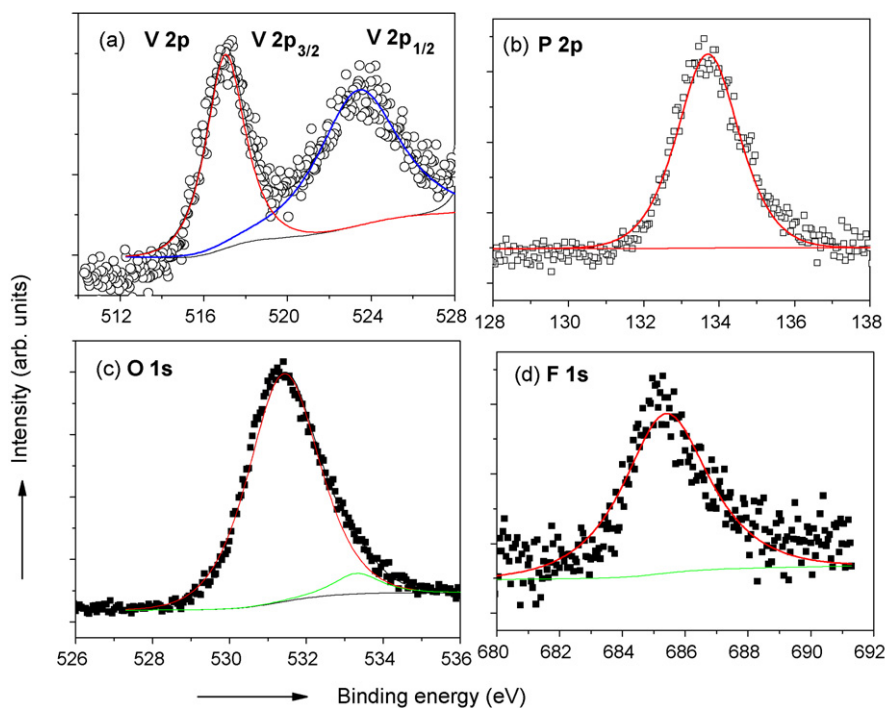 (a) V 2p V 2p3/2 V 2p1/2
512 516 520 524 528
(b) P 2p
128 130 132 134 136 138
(c) O 1s
526 528 530 532 534 536
(d) F 1s
680 682 684 686 688 690 692
Intensity (arb. units)
Binding energy (eV)